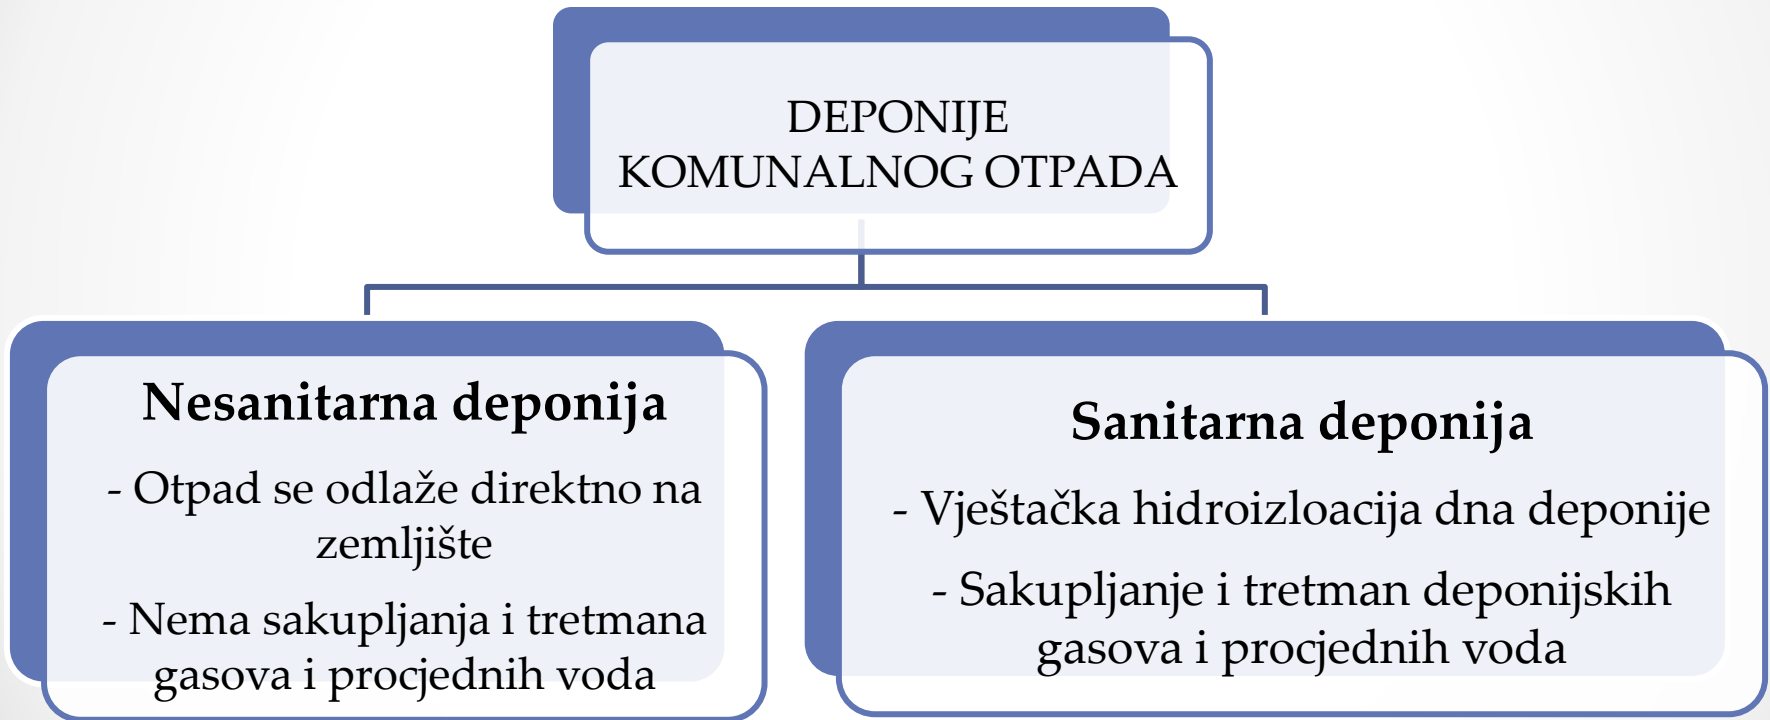 DEPONIJE
KOMUNALNOG OTPADA
Nesanitarna deponija
- Otpad se odlaže direktno na
zemljište
- Nema sakupljanja i tretmana
gasova i procjednih voda
Sanitarna deponija
- Vještačka hidroizloacija dna deponije
- Sakupljanje i tretman deponijskih
gasova i procjednih voda